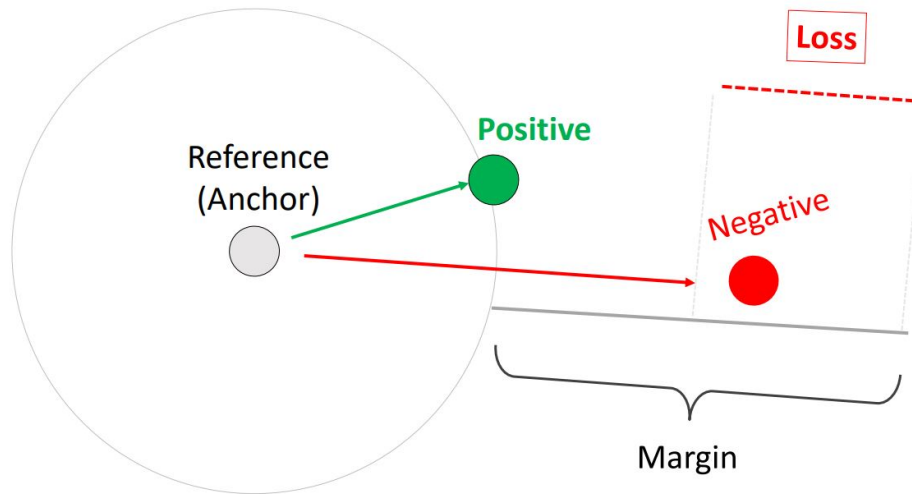 Loss
Positive
Reference
(Anchor)
Negative
Margin